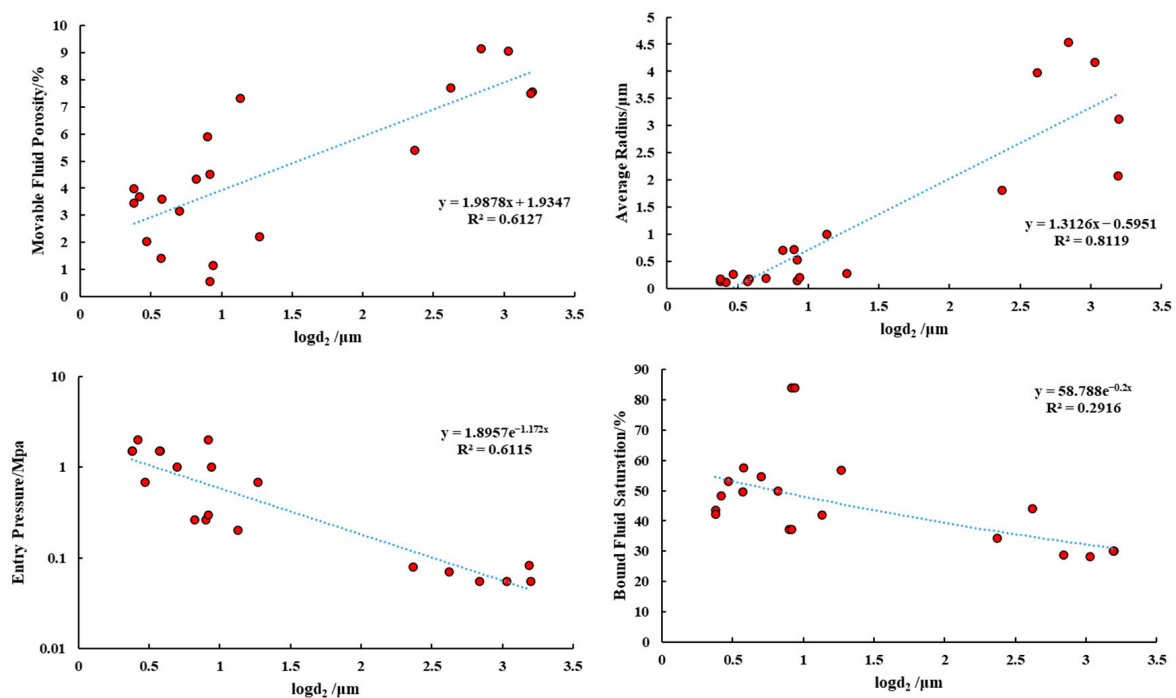 Movable Fluid Porosity/%
10
9
8
7
6
5
4
3
2
1
0
y = 1.9878x + 1.9347
R² = 0.6127
0 0.5 1 1.5 2 2.5 3 3.5
logd₂ /μm
Average Radius/μm
5
4.5
4
3.5
3
2.5
2
1.5
1
0.5
0
y = 1.3126x − 0.5951
R² = 0.8119
0 0.5 1 1.5 2 2.5 3 3.5
logd₂ /μm
Entry Pressure/Mpa
10
1
0.1
0.01
y = 1.8957e⁻¹·¹⁷²ˣ
R² = 0.6115
0 0.5 1 1.5 2 2.5 3 3.5
logd₂ /μm
Bound Fluid Saturation/%
90
80
70
60
50
40
30
20
10
0
y = 58.788e⁻⁰·²ˣ
R² = 0.2916
0 0.5 1 1.5 2 2.5 3 3.5
logd₂ /μm